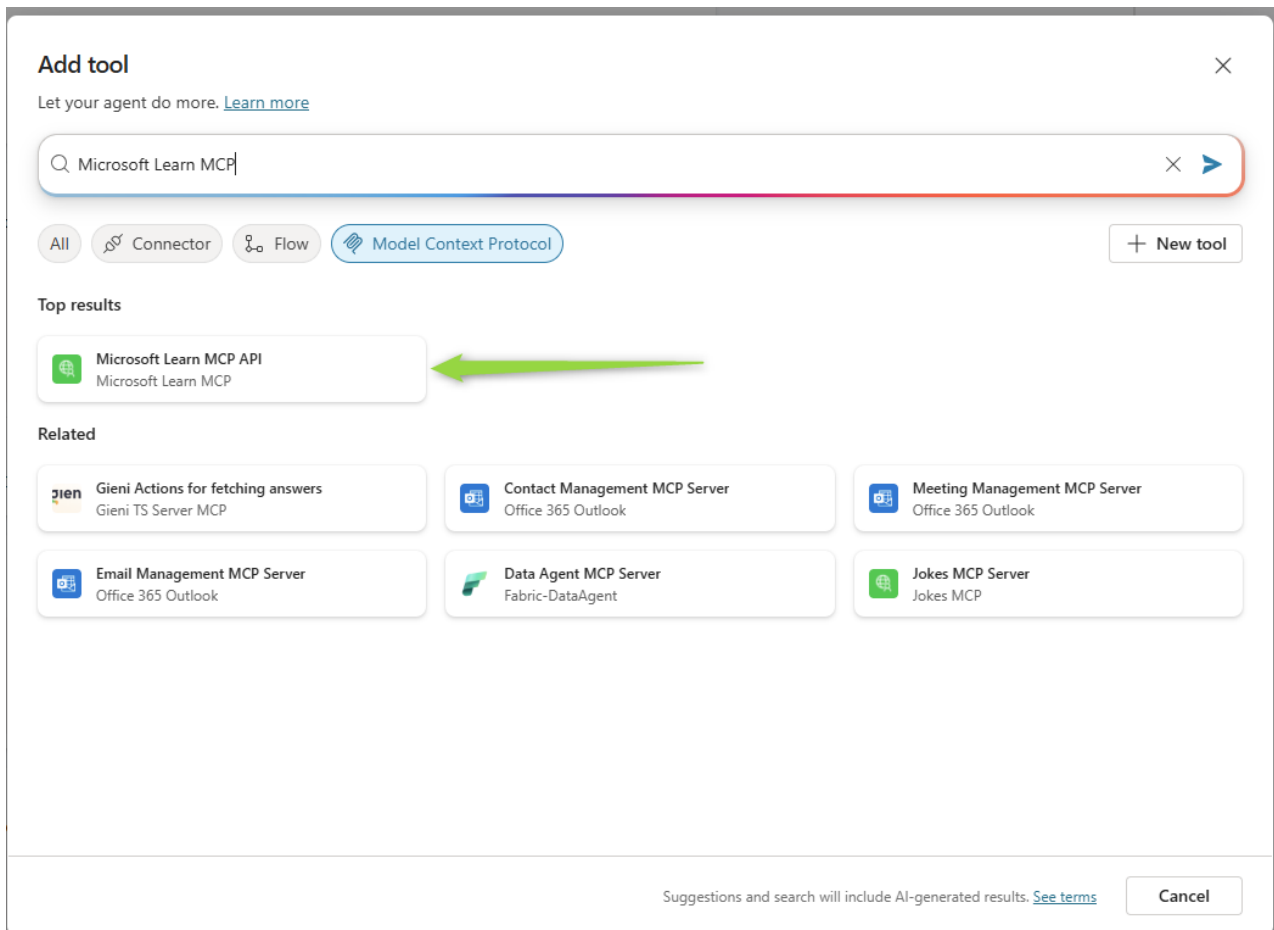 Add tool
Let your agent do more. Learn more
Microsoft Learn MCP
All Connector Flow Model Context Protocol New tool
Top results
Microsoft Learn MCP API
Microsoft Learn MCP
Related
gien
Gieni Actions for fetching answers
Gieni TS Server MCP
Contact Management MCP Server
Office 365 Outlook
Meeting Management MCP Server
Office 365 Outlook
Email Management MCP Server
Office 365 Outlook
Data Agent MCP Server
Fabric-DataAgent
Jokes MCP Server
Jokes MCP
Suggestions and search will include AI-generated results. See terms
Cancel